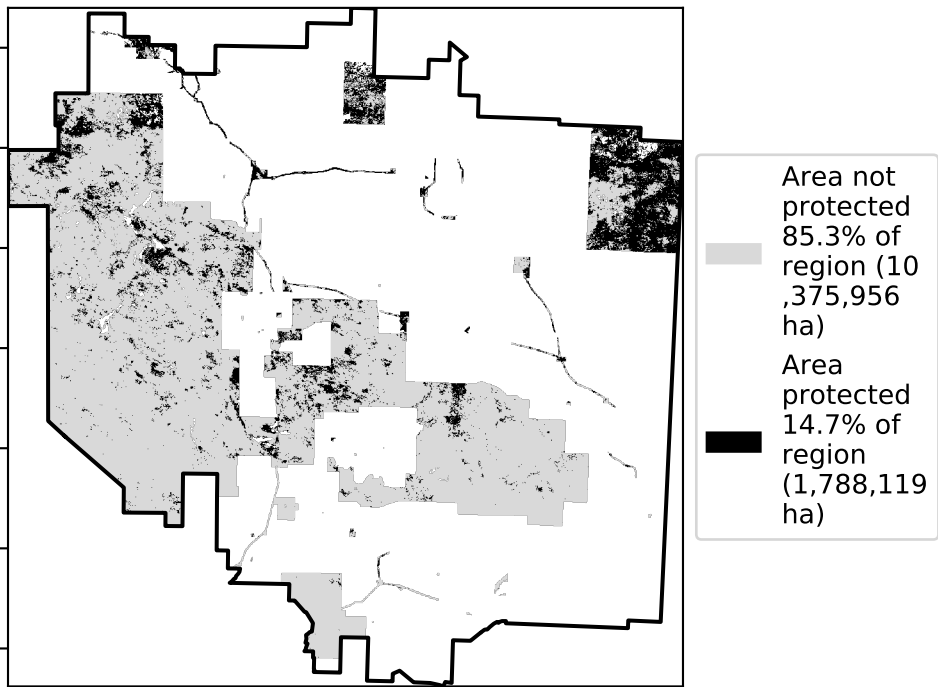 Area not
protected
85.3% of
region (10
,375,956
ha)
Area
protected
14.7% of
region
(1,788,119
ha)